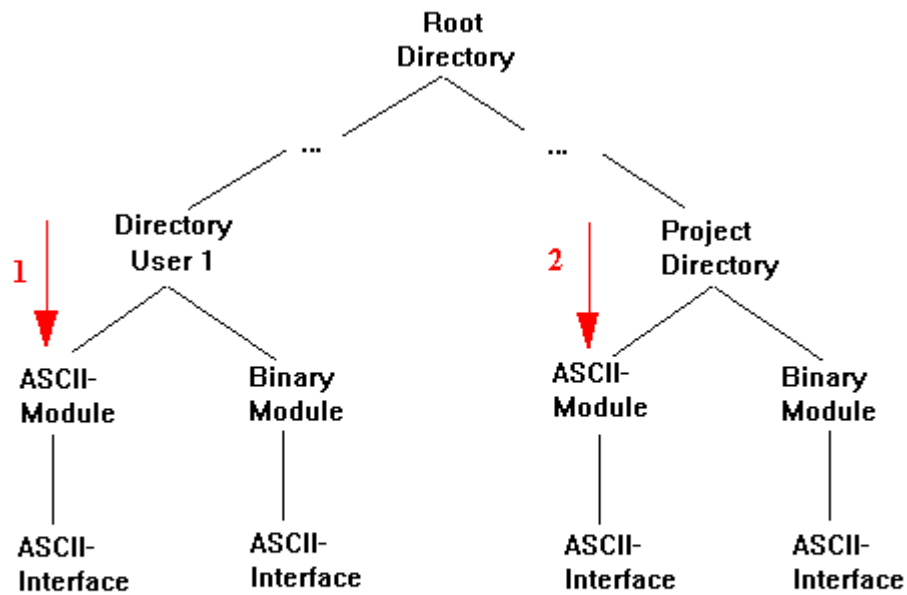 Root
Directory
...
...
Directory
User 1
Project
Directory
1
2
ASCII-
Module
Binary
Module
ASCII-
Module
Binary
Module
ASCII-
Interface
ASCII-
Interface
ASCII-
Interface
ASCII-
Interface